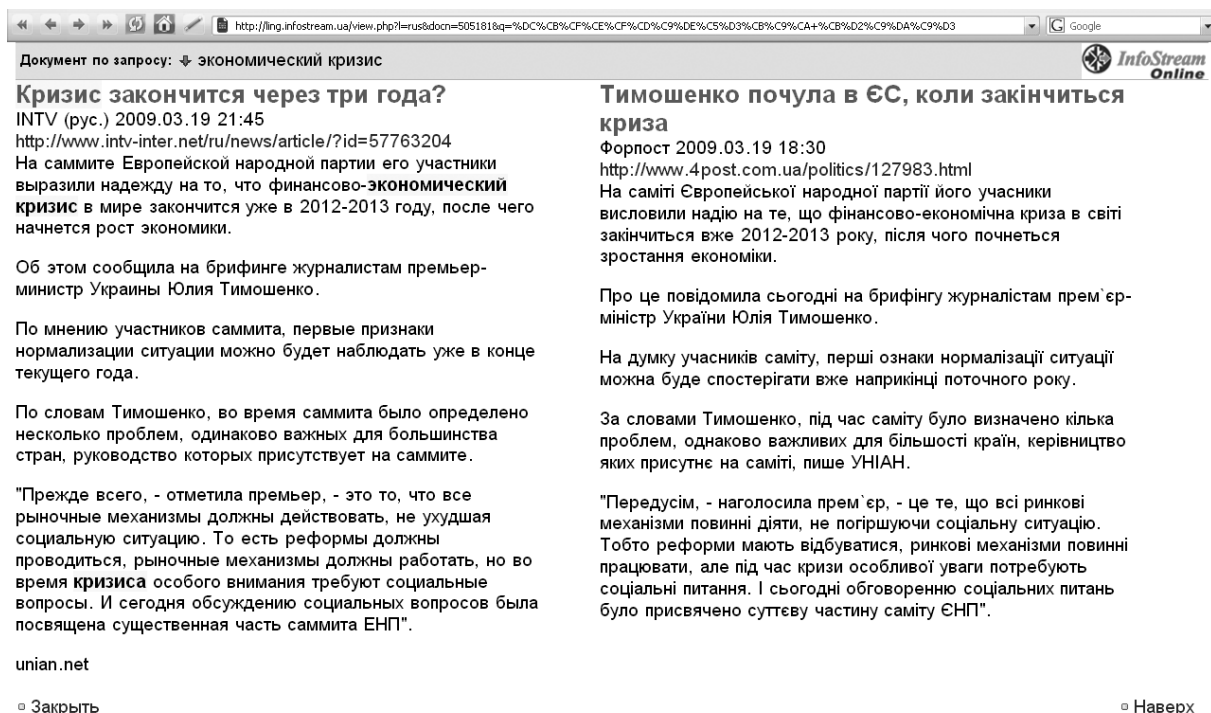 http://ling.infostream.ua/view.php?l=rus&docn=505181&q=%DC%CB%CF%CE%CF%CD%C9%DE%C5%D3%CB%C9%CA+%CB%D2%C9%DA%C9%D3
Google
Документ по запросу: экономический кризис
InfoStream
Online
Кризис закончится через три года?
INTV (рус.) 2009.03.19 21:45
http://www.intv-inter.net/ru/news/article/?id=57763204
На саммите Европейской народной партии его участники
выразили надежду на то, что финансово-экономический
кризис в мире закончится уже в 2012-2013 году, после чего
начнется рост экономики.
Об этом сообщила на брифинге журналистам премьер-
министр Украины Юлия Тимошенко.
По мнению участников саммита, первые признаки
нормализации ситуации можно будет наблюдать уже в конце
текущего года.
По словам Тимошенко, во время саммита было определено
несколько проблем, одинаково важных для большинства
стран, руководство которых присутствует на саммите.
"Прежде всего, - отметила премьер, - это то, что все
рыночные механизмы должны действовать, не ухудшая
социальную ситуацию. То есть реформы должны
проводиться, рыночные механизмы должны работать, но во
время кризиса особого внимания требуют социальные
вопросы. И сегодня обсуждению социальных вопросов была
посвящена существенная часть саммита ЕНП".
unian.net
Закрыть
Тимошенко почула в ЄС, коли закінчиться
криза
Форпост 2009.03.19 18:30
http://www.4post.com.ua/politics/127983.html
На саміті Європейської народної партії його учасники
висловили надію на те, що фінансово-економічна криза в світі
закінчиться вже 2012-2013 року, після чого почнеться
зростання економіки.
Про це повідомила сьогодні на брифінгу журналістам прем`єр-
міністр України Юлія Тимошенко.
На думку учасників саміту, перші ознаки нормалізації ситуації
можна буде спостерігати вже наприкінці поточного року.
За словами Тимошенко, під час саміту було визначено кілька
проблем, однаково важливих для більшості країн, керівництво
яких присутнє на саміті, пише УНІАН.
"Передусім, - наголосила прем`єр, - це те, що всі ринкові
механізми повинні діяти, не погіршуючи соціальну ситуацію.
Тобто реформи мають відбуватися, ринкові механізми повинні
працювати, але під час кризи особливої уваги потребують
соціальні питання. І сьогодні обговоренню соціальних питань
було присвячено суттєву частину саміту ЄНП".
Наверх